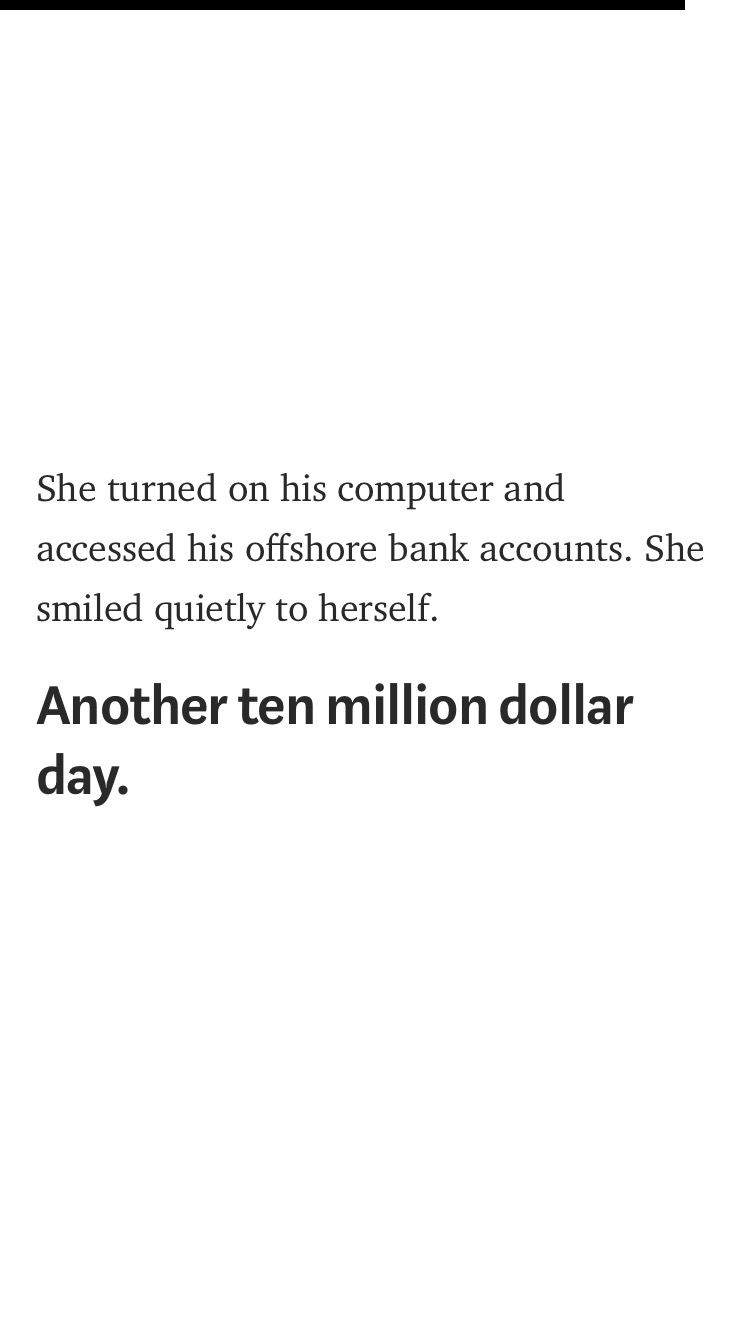 She turned on his computer and
accessed his offshore bank accounts. She
smiled quietly to herself.
Another ten million dollar
day.